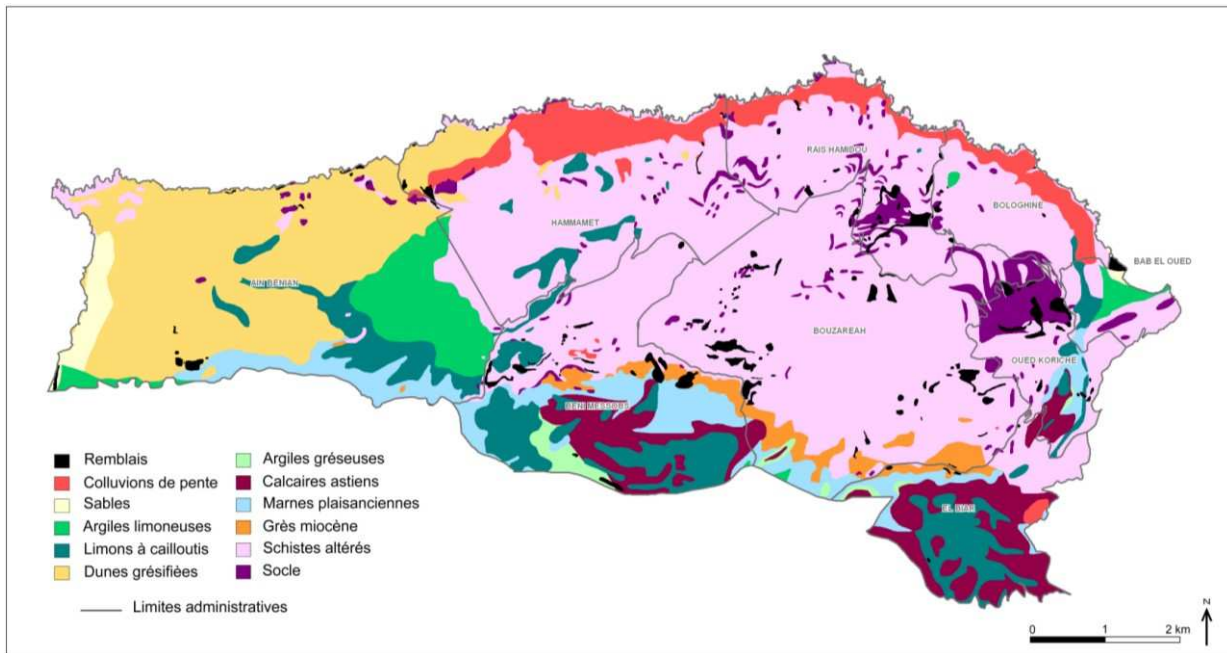 RAIS HAMIDOU
BOLOGHINE
HAMMAMET
BAB EL OUED
AIN BENIAN
BOUZAREAH
OUED KORICHE
BENI MESSOUS
EL BIAR
Remblais
Colluvions de pente
Sables
Argiles limoneuses
Limons à cailloutis
Dunes grésifiées
Argiles gréseuses
Calcaires astiens
Marnes plaisanciennes
Grès miocène
Schistes altérés
Socle
Limites administratives
N
0 1 2 km